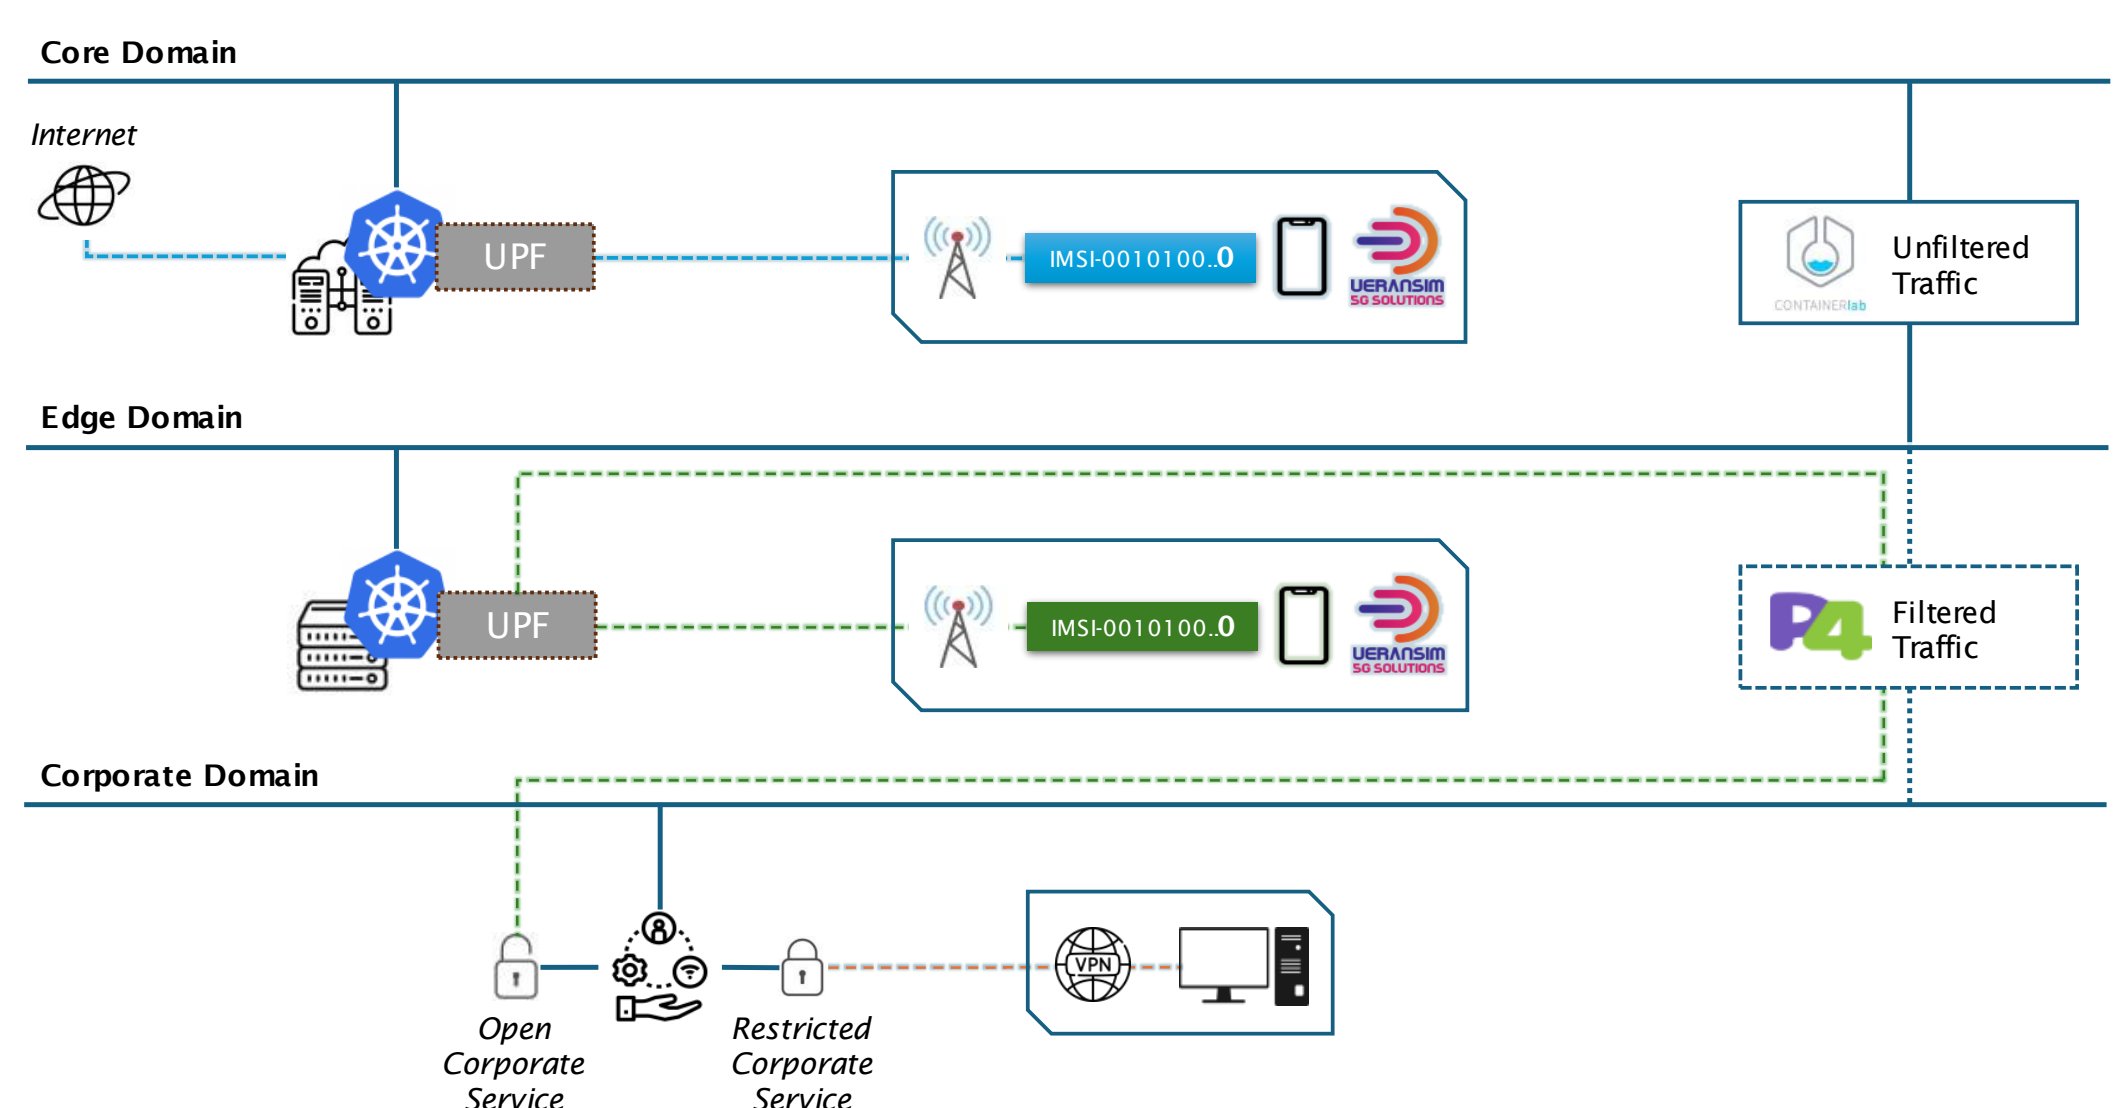 Core Domain
Internet
UPF
IMSI-0010100..0
UERANSIM
5G SOLUTIONS
CONTAINERlab
Unfiltered
Traffic
Edge Domain
UPF
IMSI-0010100..0
UERANSIM
5G SOLUTIONS
P4
Filtered
Traffic
Corporate Domain
VPN
Open
Corporate
Service
Restricted
Corporate
Service